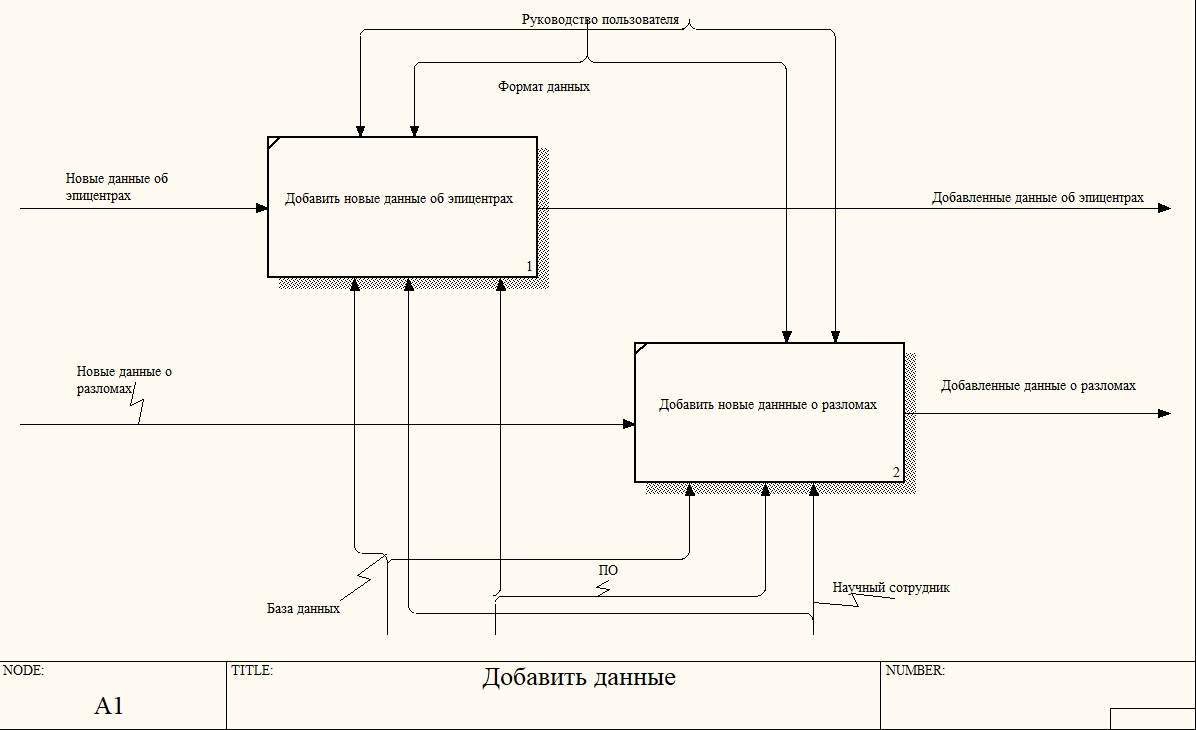 Руководство пользователя
Формат данных
Новые данные об
эпицентрах
Добавить новые данные об эпицентрах
1
Добавленные данные об эпицентрах
Новые данные о
разломах
Добавить новые даннные о разломах
2
Добавленные данные о разломах
ПО
Научный сотрудник
База данных
NODE:
A1
TITLE:
Добавить данные
NUMBER: